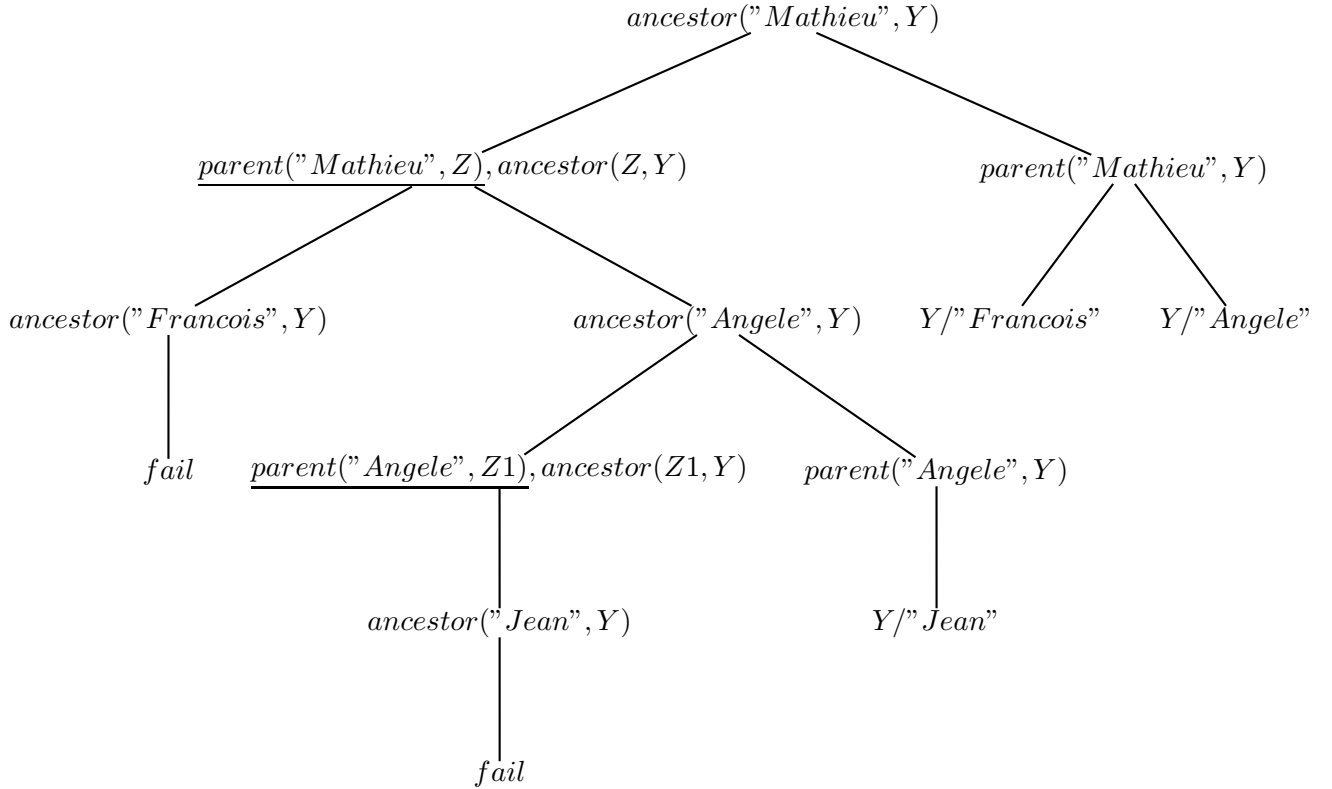 ancestor("Mathieu", Y)
parent("Mathieu", Z), ancestor(Z, Y)
parent("Mathieu", Y)
ancestor("Francois", Y)
ancestor("Angele", Y)
Y/"Francois"
Y/"Angele"
fail
parent("Angele", Z1), ancestor(Z1, Y)
parent("Angele", Y)
ancestor("Jean", Y)
Y/"Jean"
fail